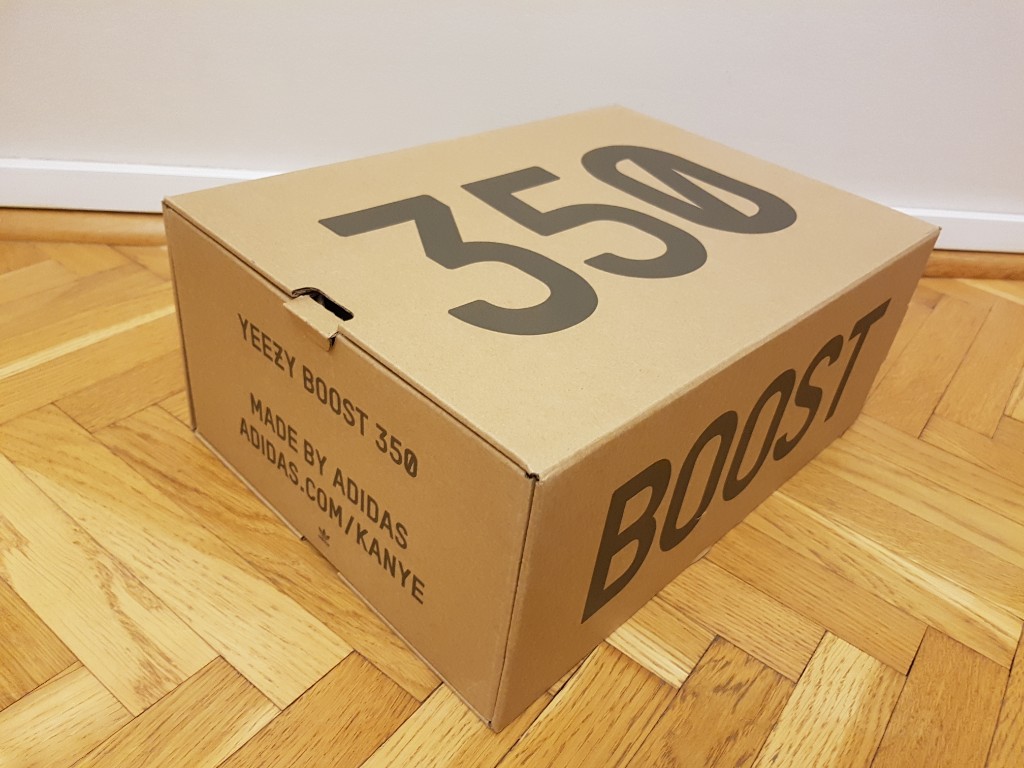 350
YEEZY BOOST 350
MADE BY ADIDAS
ADIDAS.COM/KANYE
BOOST